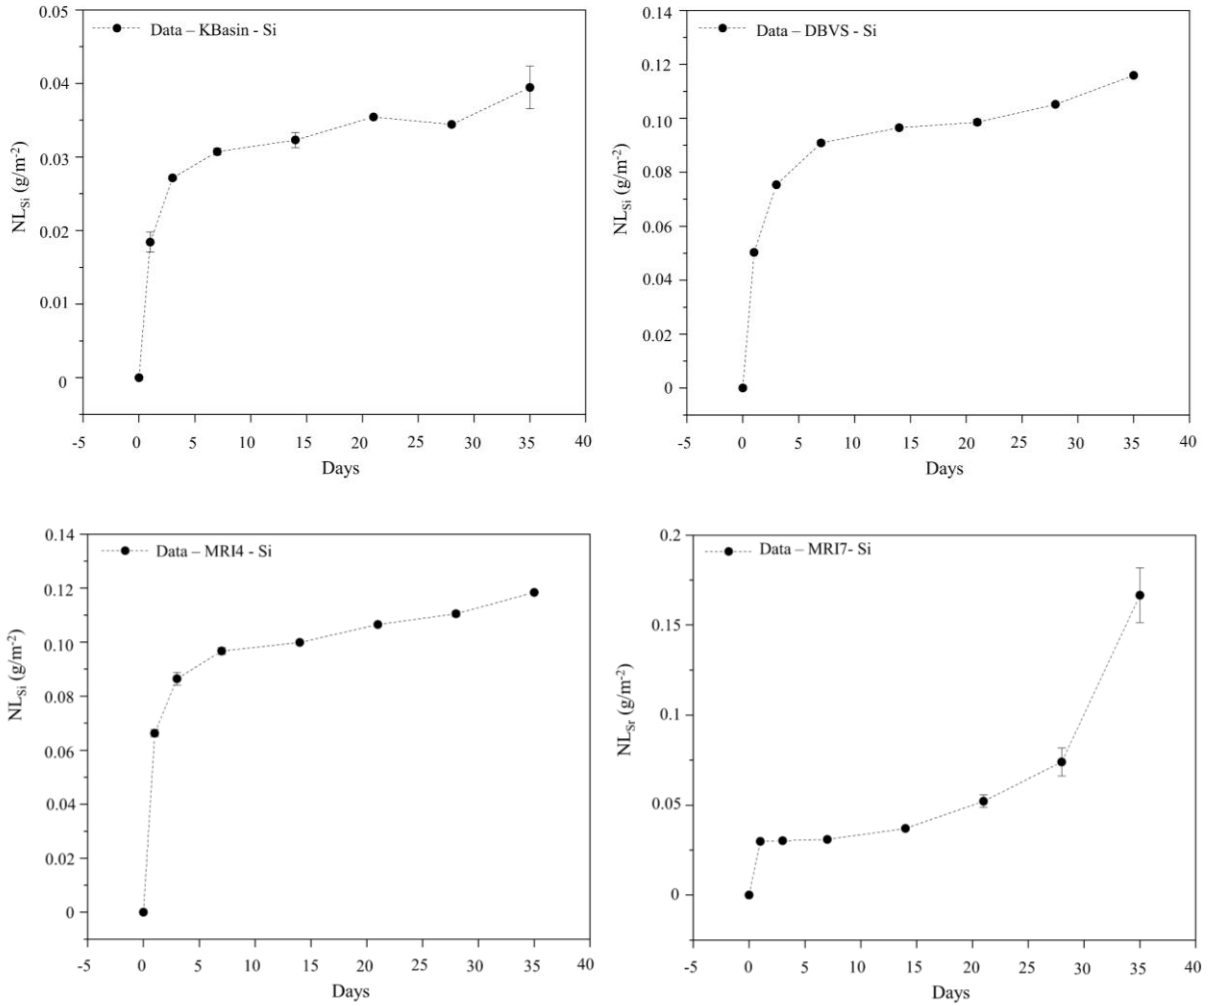 Data – KBasin - Si
0.05
0.04
0.03
0.02
0.01
0
NLSi (g/m-2)
-5 0 5 10 15 20 25 30 35 40
Days
Data – DBVS - Si
0.14
0.12
0.10
0.08
0.06
0.04
0.02
0
NLSi (g/m-2)
-5 0 5 10 15 20 25 30 35 40
Days
Data – MRI4 - Si
0.14
0.12
0.10
0.08
0.06
0.04
0.02
0
NLSi (g/m-2)
-5 0 5 10 15 20 25 30 35 40
Days
Data – MRI7- Si
0.2
0.15
0.1
0.05
0
NLSr (g/m-2)
-5 0 5 10 15 20 25 30 35 40
Days